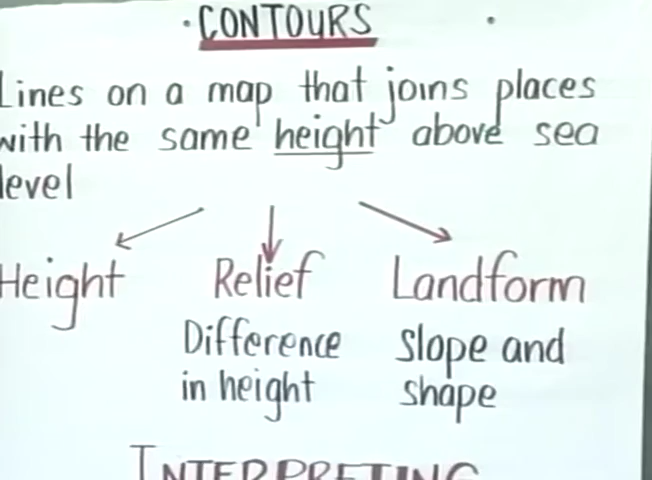 CONTOURS
Lines on a map that joins places
with the same height above sea
level
Height Relief Landform
Difference slope and
in height shape
INTERPRETING